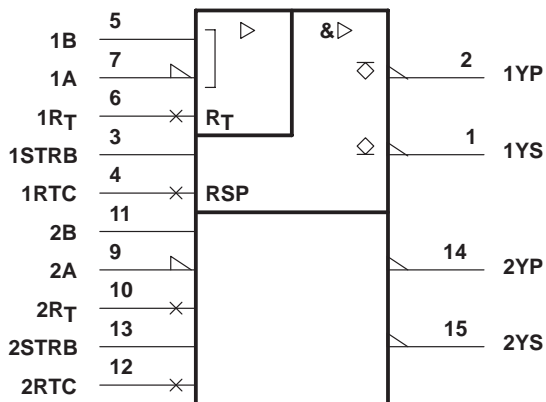 5
1B
7
1A
6
1RT
3
1STRB
4
1RTC
11
2B
9
2A
10
2RT
13
2STRB
12
2RTC
&
RT
RSP
2 1YP
1 1YS
14 2YP
15 2YS